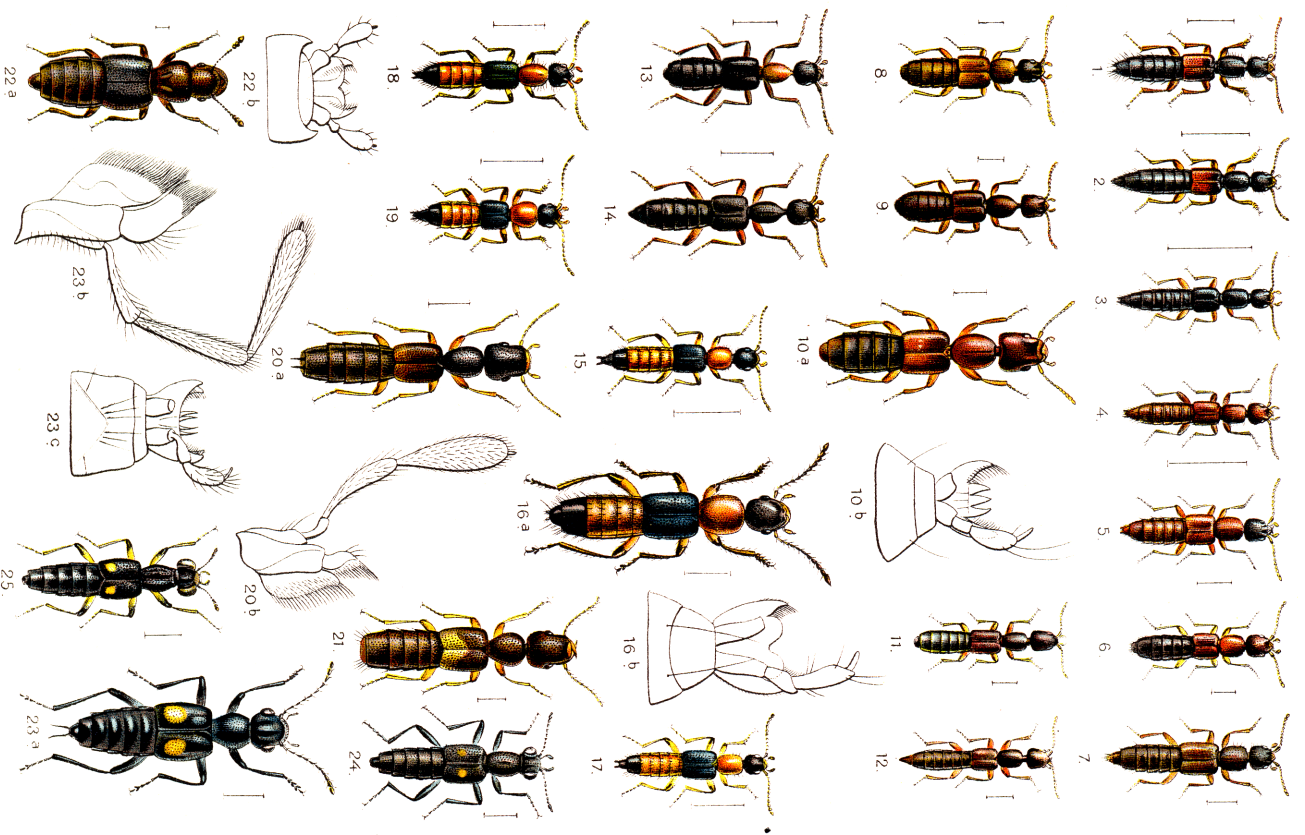 1.
2.
3.
4.
5.
6.
7.
8.
9.
10.a
10 b
11.
12.
13.
14.
15.
16.a
16 b
17.
18.
19.
20.a
20 b
21.
22.a
22 b
23.a
23.b
23.c
24.
25.